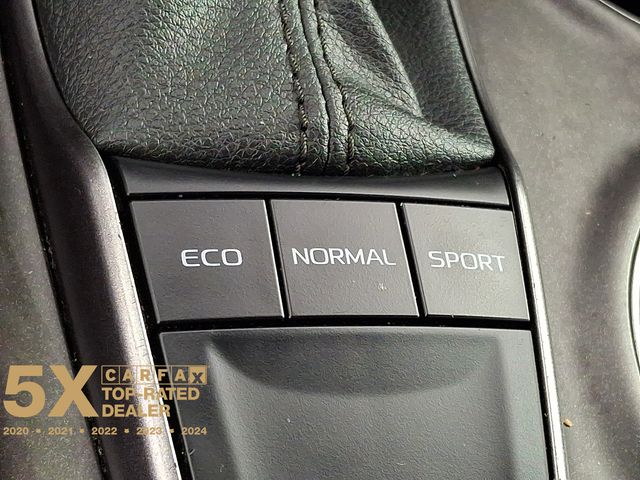 ECO NORMAL SPORT
5X CARFAX
TOP-RATED
DEALER
2020 • 2021 • 2022 • 2023 • 2024